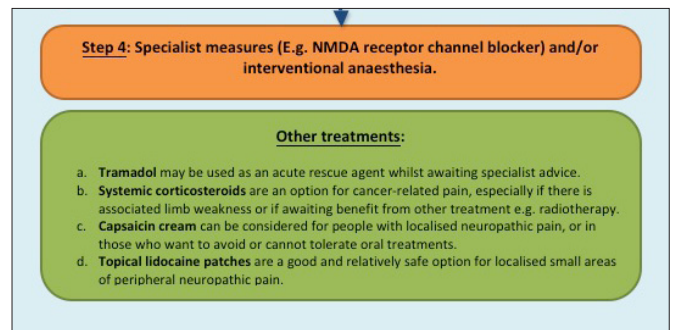 Step 4: Specialist measures (E.g. NMDA receptor channel blocker) and/or
interventional anaesthesia.
Other treatments:
a. Tramadol may be used as an acute rescue agent whilst awaiting specialist advice.
b. Systemic corticosteroids are an option for cancer-related pain, especially if there is
associated limb weakness or if awaiting benefit from other treatment e.g. radiotherapy.
c. Capsaicin cream can be considered for people with localised neuropathic pain, or in
those who want to avoid or cannot tolerate oral treatments.
d. Topical lidocaine patches are a good and relatively safe option for localised small areas
of peripheral neuropathic pain.